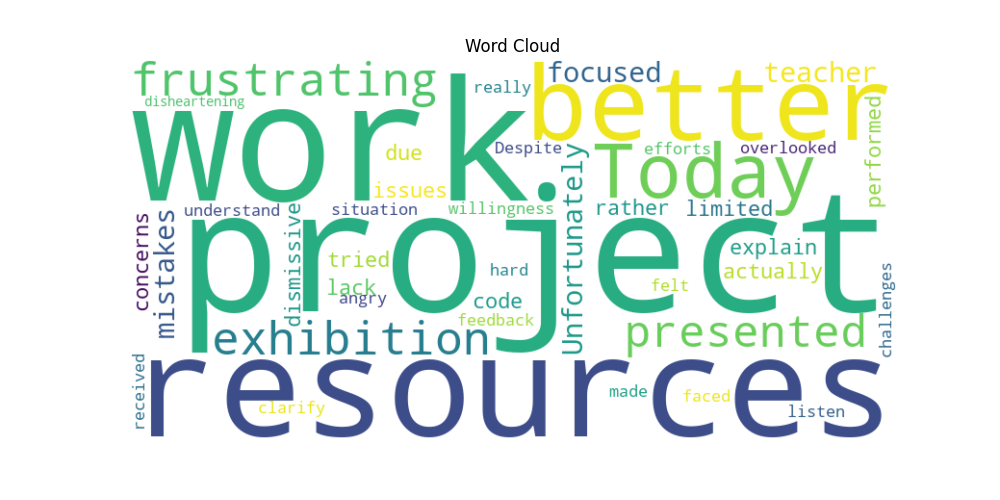 Word Cloud
frustrating
really
focused
teacher
disheartening
better
work.
due
Despite
efforts
overlooked
performed
issues
Today
Unfortunately
understand
situation
willingness
rather
limited
concerns
mistakes
dismissive
project
tried
hard
explain
actually
lack
angry
code
felt
challenges
feedback
exhibition
presented
received
resources
made
faced
clarify
listen